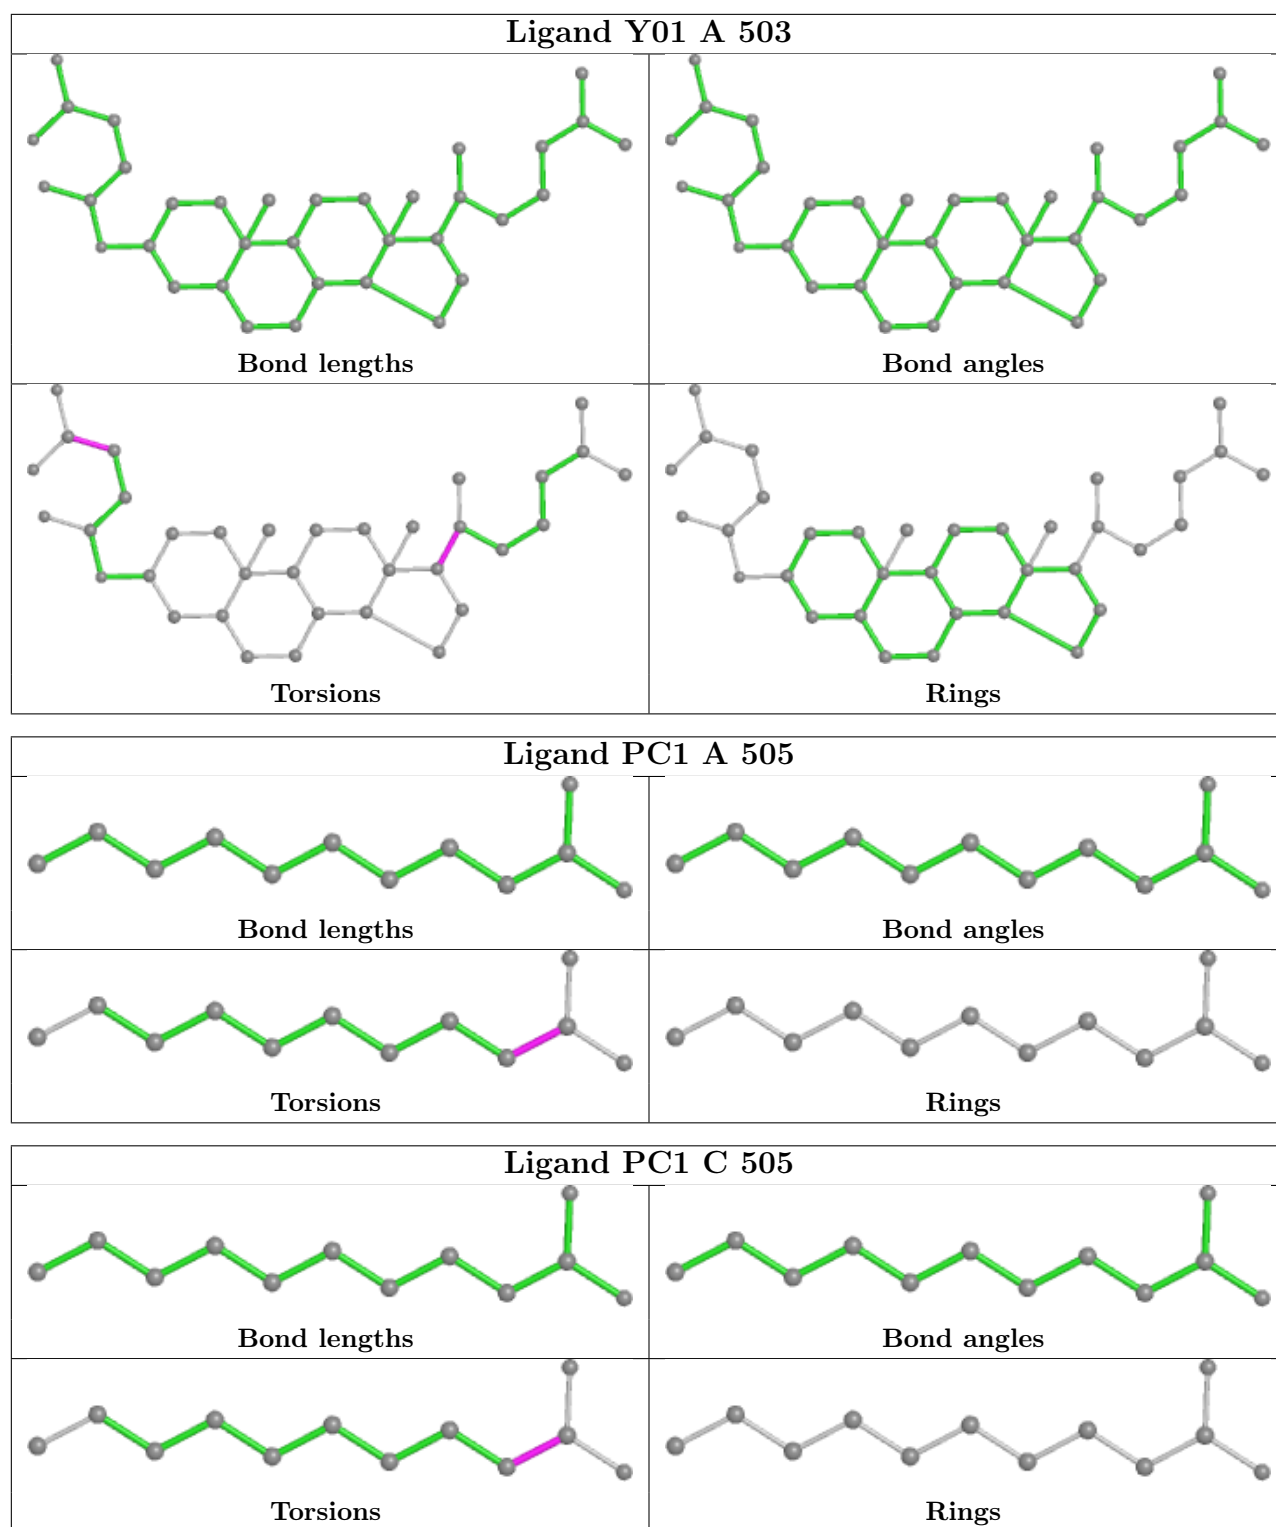 Ligand Y01 A 503
Bond lengths
Bond angles
Torsions
Rings
Ligand PC1 A 505
Bond lengths
Bond angles
Torsions
Rings
Ligand PC1 C 505
Bond lengths
Bond angles
Torsions
Rings